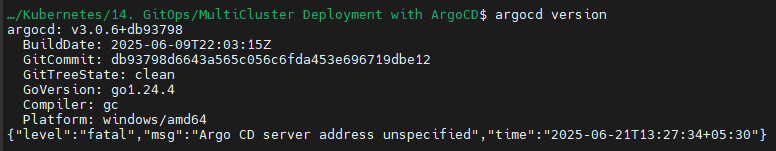 …/Kubernetes/14. GitOps/MultiCluster Deployment with ArgoCD$ argocd version
argocd: v3.0.6+db93798
  BuildDate: 2025-06-09T22:03:15Z
  GitCommit: db93798d6643a565c056c6fda453e696719dbe12
  GitTreeState: clean
  GoVersion: go1.24.4
  Compiler: gc
  Platform: windows/amd64
{"level":"fatal","msg":"Argo CD server address unspecified","time":"2025-06-21T13:27:34+05:30"}